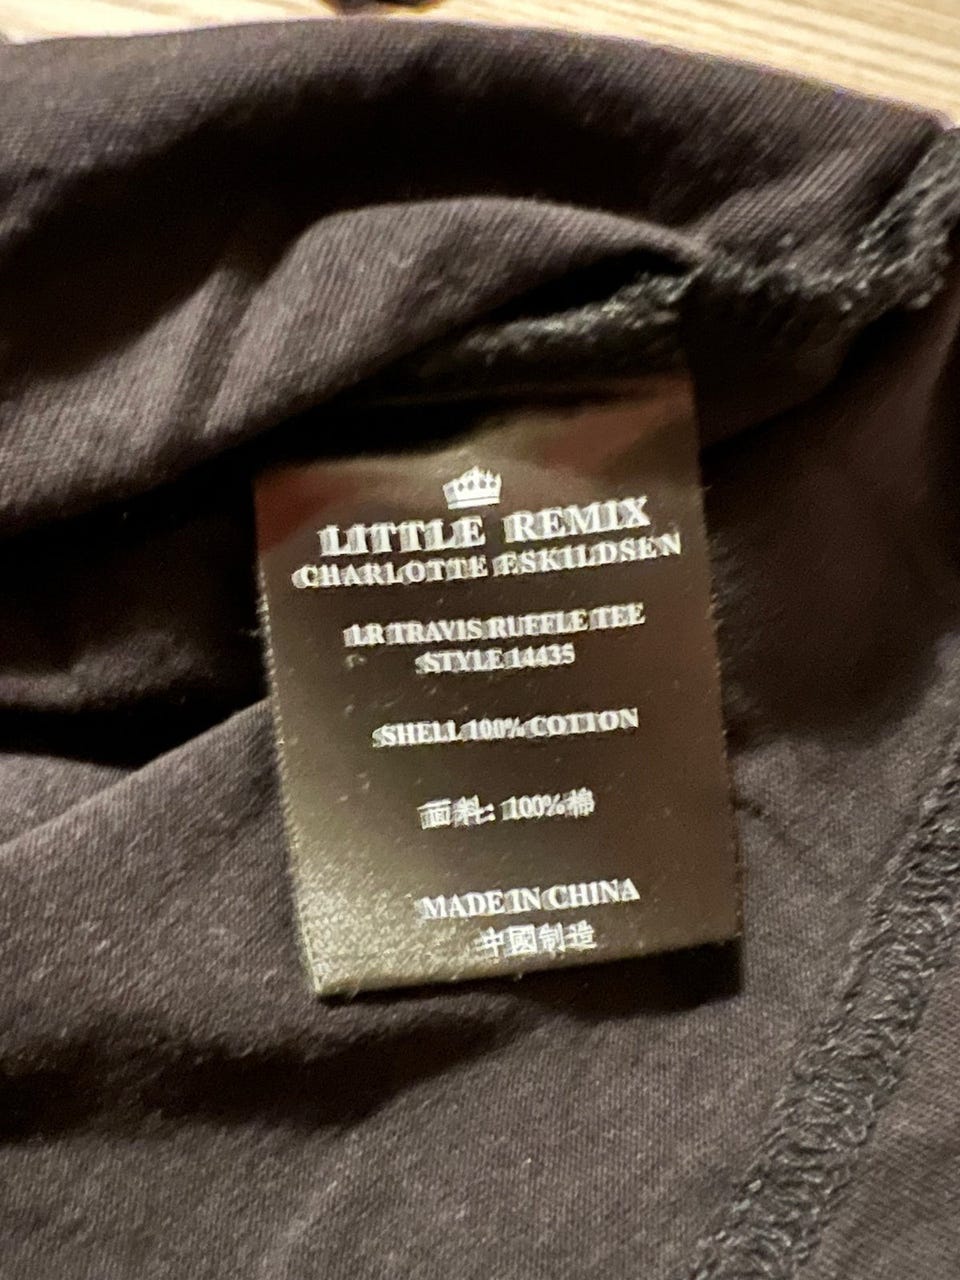 LITTLE REMIX
CHARLOTTE ESKILDSEN
LR TRAVIS RUFFLE TEE
STYLE 14435
SHELL 100% COTTON
面料: 100%棉
MADE IN CHINA
中國制造